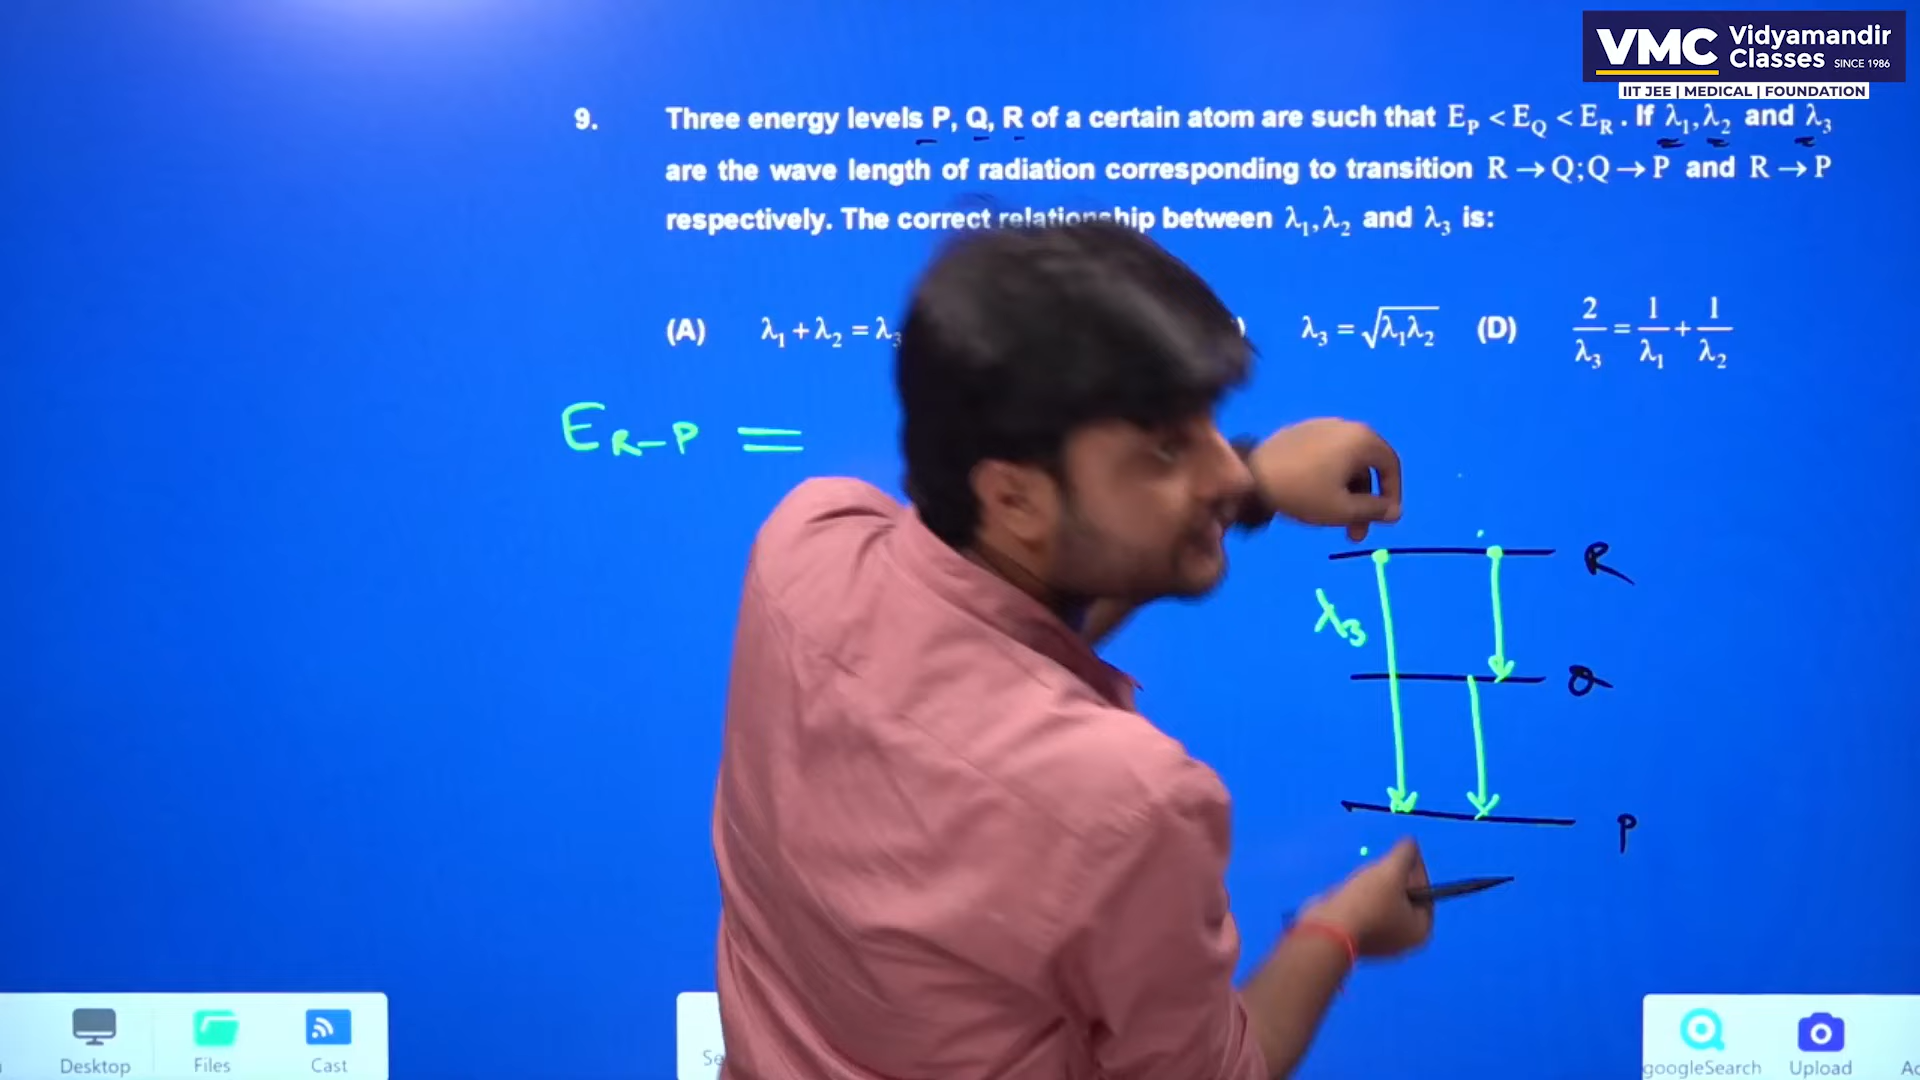 VMC Vidyamandir Classes SINCE 1986
IIT JEE | MEDICAL | FOUNDATION
9. Three energy levels P, Q, R of a certain atom are such that E_P < E_Q < E_R. If λ₁, λ₂ and λ₃
are the wave length of radiation corresponding to transition R → Q; Q → P and R → P
respectively. The correct relationship between λ₁, λ₂ and λ₃ is:
(A) λ₁ + λ₂ = λ₃ λ₃ = √λ₁λ₂ (D) 2/λ₃ = 1/λ₁ + 1/λ₂
E_R-P =
R
λ₃
Q
P
Desktop Files Cast googleSearch Upload